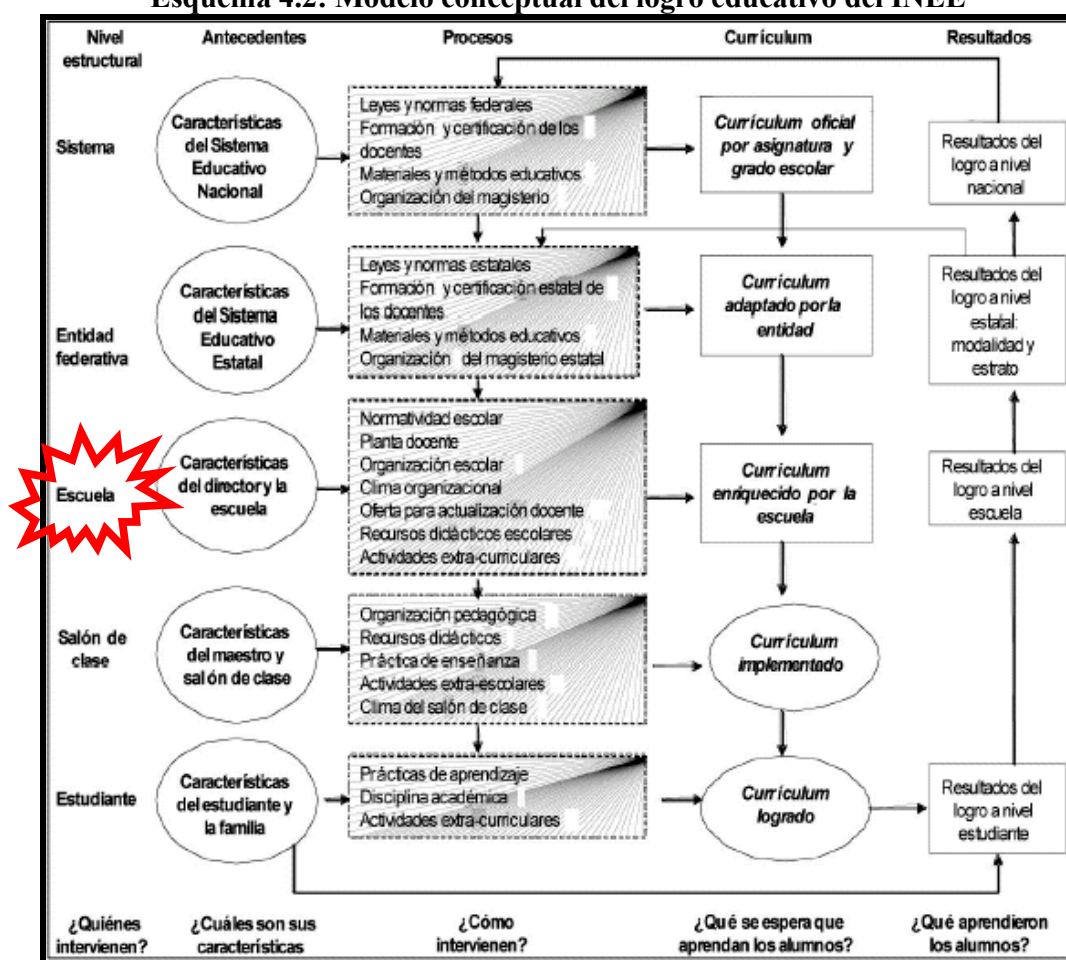 Esquema 4.2: Modelo conceptual del logro educativo del INEE
Nivel
estructural
Antecedentes
Procesos
Currículum
Resultados
Sistema
Características
del Sistema
Educativo
Nacional
Leyes y normas federales
Formación y certificación de los
docentes
Materiales y métodos educativos
Organización del magisterio
Currículum oficial
por asignatura y
grado escolar
Resultados del
logro a nivel
nacional
Entidad
federativa
Características
del Sistema
Educativo
Estatal
Leyes y normas estatales
Formación y certificación estatal de
los docentes
Materiales y métodos educativos
Organización del magisterio estatal
Curriculum
adaptado por la
entidad
Resultados del
logro a nivel
estatal:
modalidad y
estrato
Escuela
Características
del director y la
escuela
Normatividad escolar
Planta docente
Organización escolar
Clima organizacional
Oferta para actualización docente
Recursos didácticos escolares
Actividades extra-curriculares
Curriculum
enriquecido por la
escuela
Resultados del
logro a nivel
escuela
Salón de
clase
Características
del maestro y
salón de clase
Organización pedagógica
Recursos didácticos
Práctica de enseñanza
Actividades extra-escolares
Clima del salón de clase
Curriculum
implementado
Estudiante
Características
del estudiante y
la familia
Prácticas de aprendizaje
Disciplina académica
Actividades extra-curriculares
Curriculum
logrado
Resultados del
logro a nivel
estudiante
¿Quiénes
intervienen?
¿Cuáles son sus
características
¿Cómo
intervienen?
¿Qué se espera que
aprendan los alumnos?
¿Qué aprendieron
los alumnos?